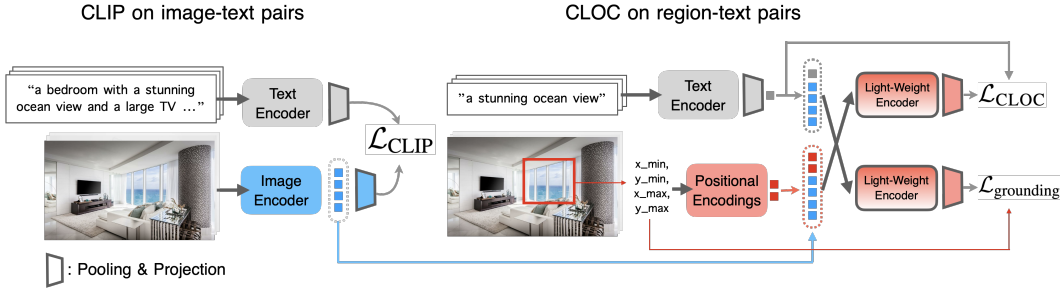 CLIP on image-text pairs
“a bedroom with a stunning
ocean view and a large TV …”
Text
Encoder
ℒCLIP
Image
Encoder
: Pooling & Projection
CLOC on region-text pairs
"a stunning ocean view”
Text
Encoder
x_min,
y_min,
x_max,
y_max
Positional
Encodings
Light-Weight
Encoder
ℒCLOC
Light-Weight
Encoder
ℒgrounding